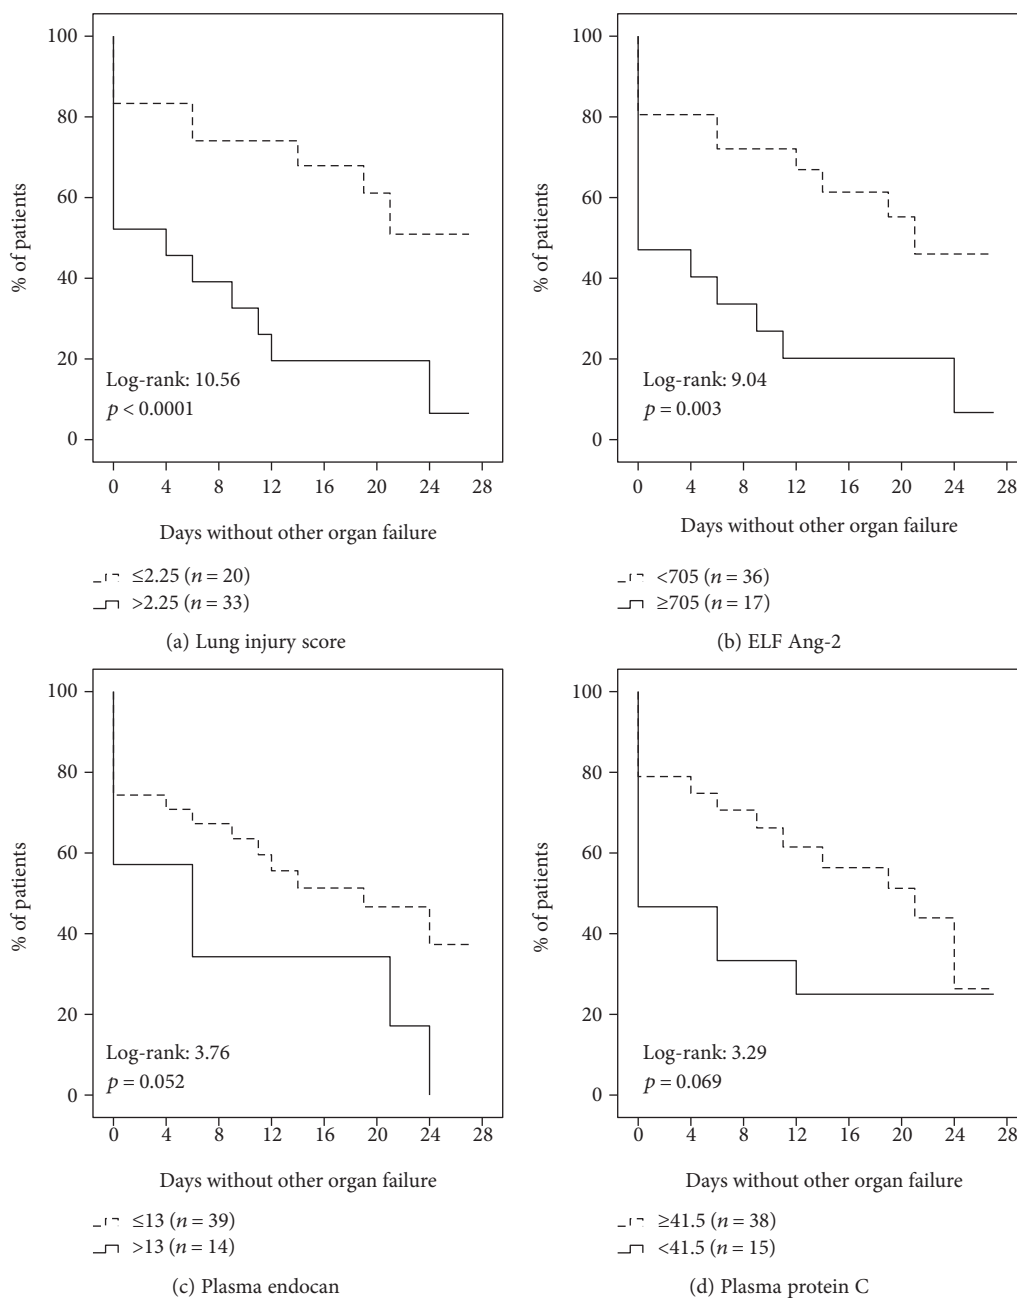 100
80
60
40
20
0
% of patients
Log-rank: 10.56
p < 0.0001
0 4 8 12 16 20 24 28
Days without other organ failure
≤2.25 (n = 20)
>2.25 (n = 33)
(a) Lung injury score
100
80
60
40
20
0
% of patients
Log-rank: 9.04
p = 0.003
0 4 8 12 16 20 24 28
Days without other organ failure
<705 (n = 36)
≥705 (n = 17)
(b) ELF Ang-2
100
80
60
40
20
0
% of patients
Log-rank: 3.76
p = 0.052
0 4 8 12 16 20 24 28
Days without other organ failure
≤13 (n = 39)
>13 (n = 14)
(c) Plasma endocan
100
80
60
40
20
0
% of patients
Log-rank: 3.29
p = 0.069
0 4 8 12 16 20 24 28
Days without other organ failure
≥41.5 (n = 38)
<41.5 (n = 15)
(d) Plasma protein C